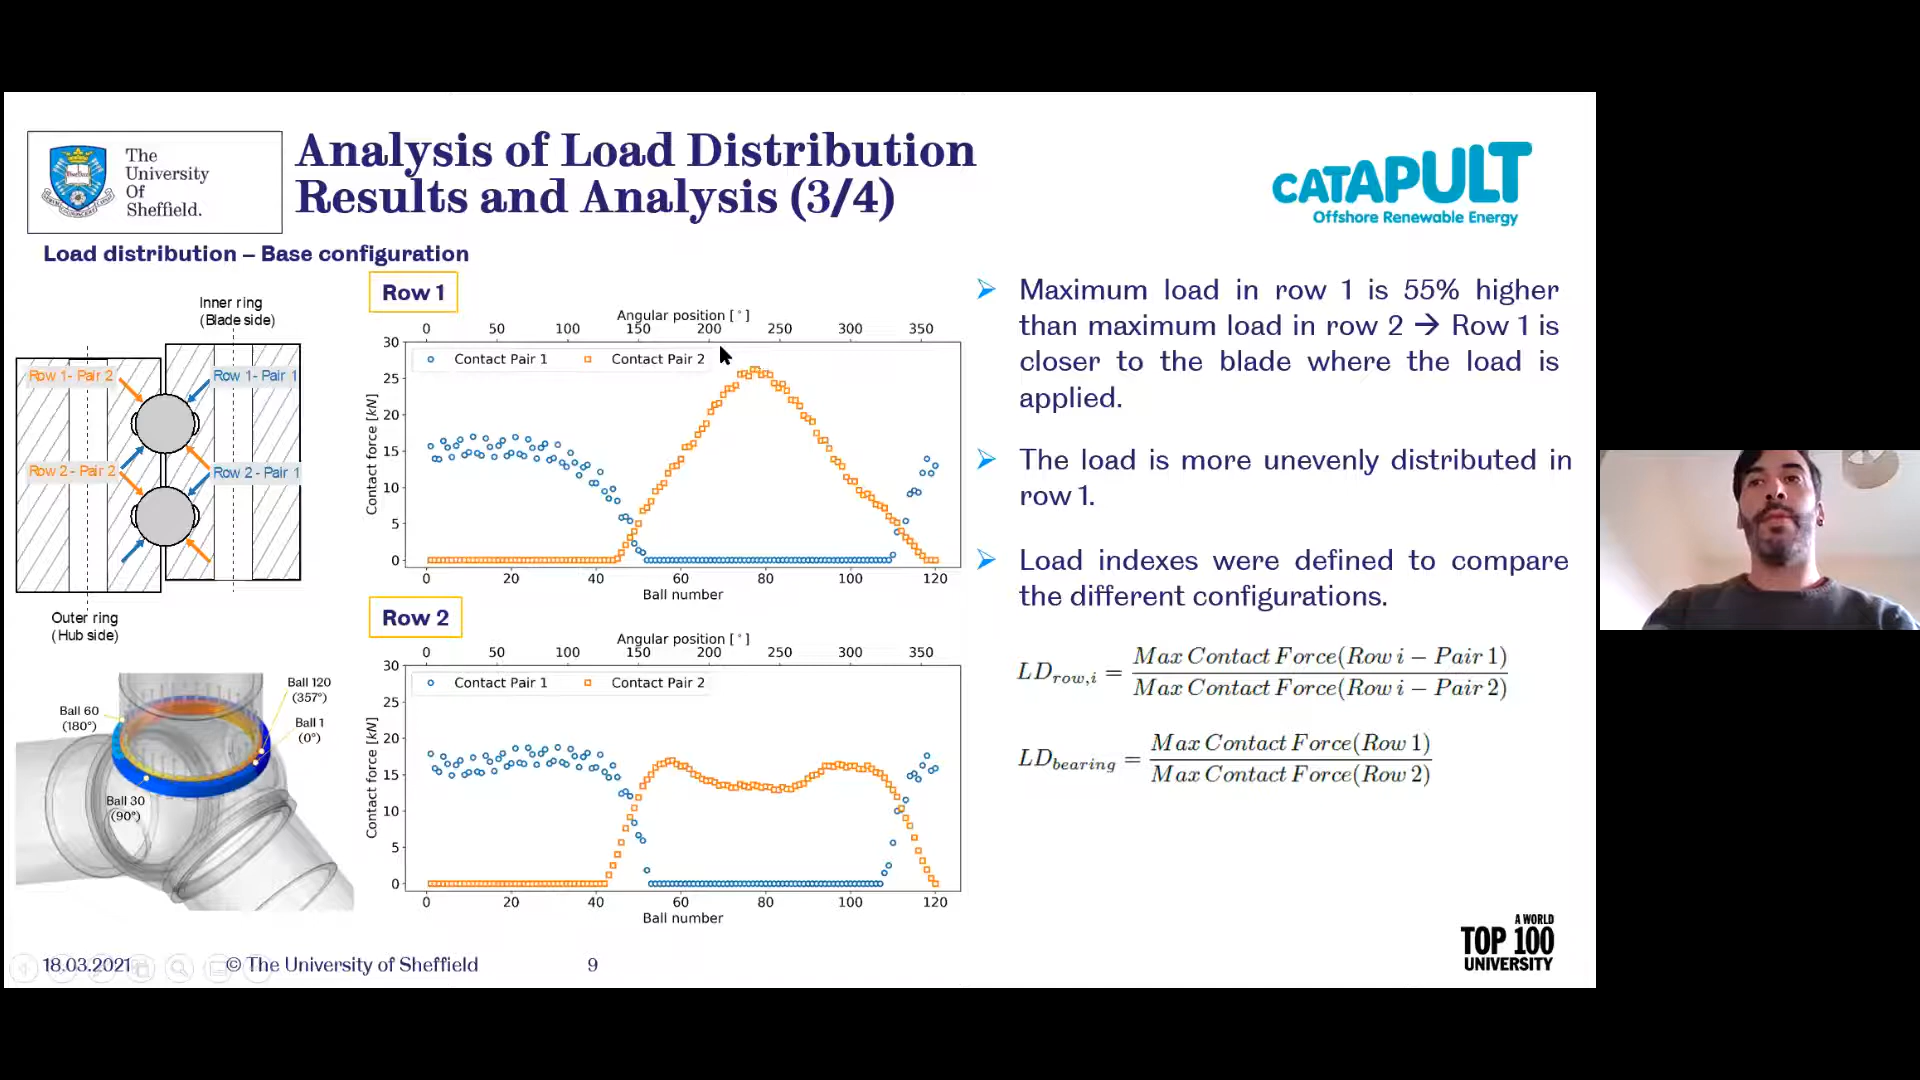 The
University
Of
Sheffield.
Analysis of Load Distribution
Results and Analysis (3/4)
CATAPULT
Offshore Renewable Energy
Load distribution – Base configuration
Inner ring
(Blade side)
Row 1- Pair 2
Row 1- Pair 1
Row 2 - Pair 2
Row 2 - Pair 1
Outer ring
(Hub side)
Ball 120
(357°)
Ball 60
(180°)
Ball 1
(0°)
Ball 30
(90°)
Row 1
Angular position [°]
0 50 100 150 200 250 300 350
30
Contact Pair 1 Contact Pair 2
25
20
15
10
5
0
Contact force [kN]
0 20 40 60 80 100 120
Ball number
Row 2
Angular position [°]
0 50 100 150 200 250 300 350
30
Contact Pair 1 Contact Pair 2
25
20
15
10
5
0
Contact force [kN]
0 20 40 60 80 100 120
Ball number
Maximum load in row 1 is 55% higher
than maximum load in row 2 → Row 1 is
closer to the blade where the load is
applied.
The load is more unevenly distributed in
row 1.
Load indexes were defined to compare
the different configurations.
LDrow,i = Max Contact Force(Row i − Pair 1)
Max Contact Force(Row i − Pair 2)
LDbearing = Max Contact Force(Row 1)
Max Contact Force(Row 2)
A WORLD
TOP 100
UNIVERSITY
18.03.2021 © The University of Sheffield 9